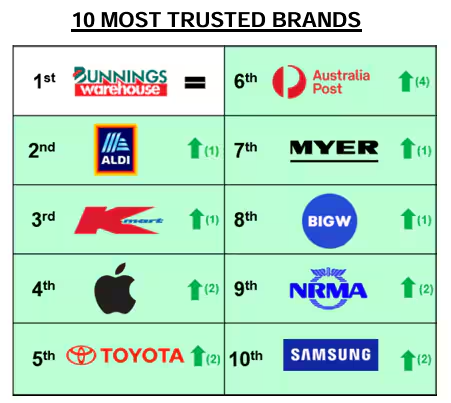 10 MOST TRUSTED BRANDS
1st BUNNINGS warehouse =
2nd ALDI (1)
3rd Kmart (1)
4th (2)
5th TOYOTA (2)
6th Australia Post (4)
7th MYER (1)
8th BIGW (1)
9th NRMA (2)
10th SAMSUNG (2)